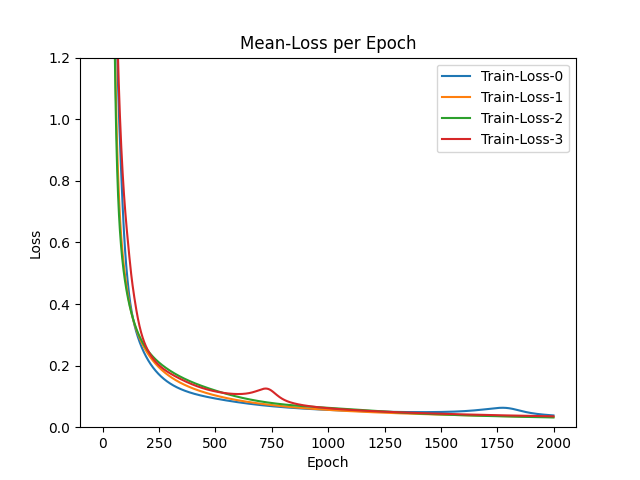 Mean-Loss per Epoch
1.2
1.0
0.8
0.6
0.4
0.2
0.0
Loss
Train-Loss-0
Train-Loss-1
Train-Loss-2
Train-Loss-3
0 250 500 750 1000 1250 1500 1750 2000
Epoch